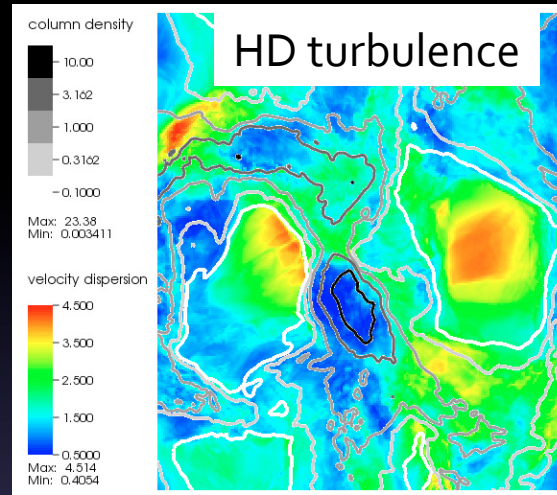 column density
10.00
3.162
1.000
0.3162
0.1000
Max: 23.38
Min: 0.003411
velocity dispersion
4.500
3.500
2.500
1.500
0.5000
Max: 4.514
Min: 0.4054
HD turbulence